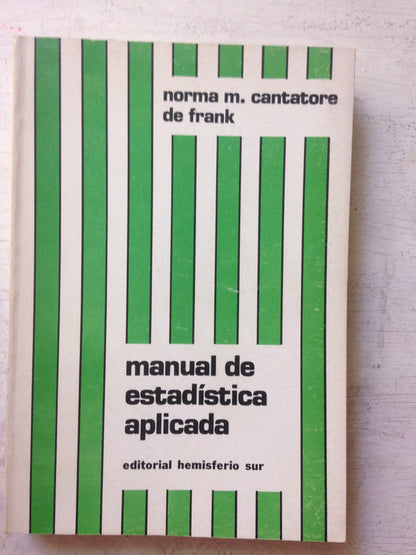 norma m. cantatore
de frank
manual de
estadística
aplicada
editorial hemisferio sur